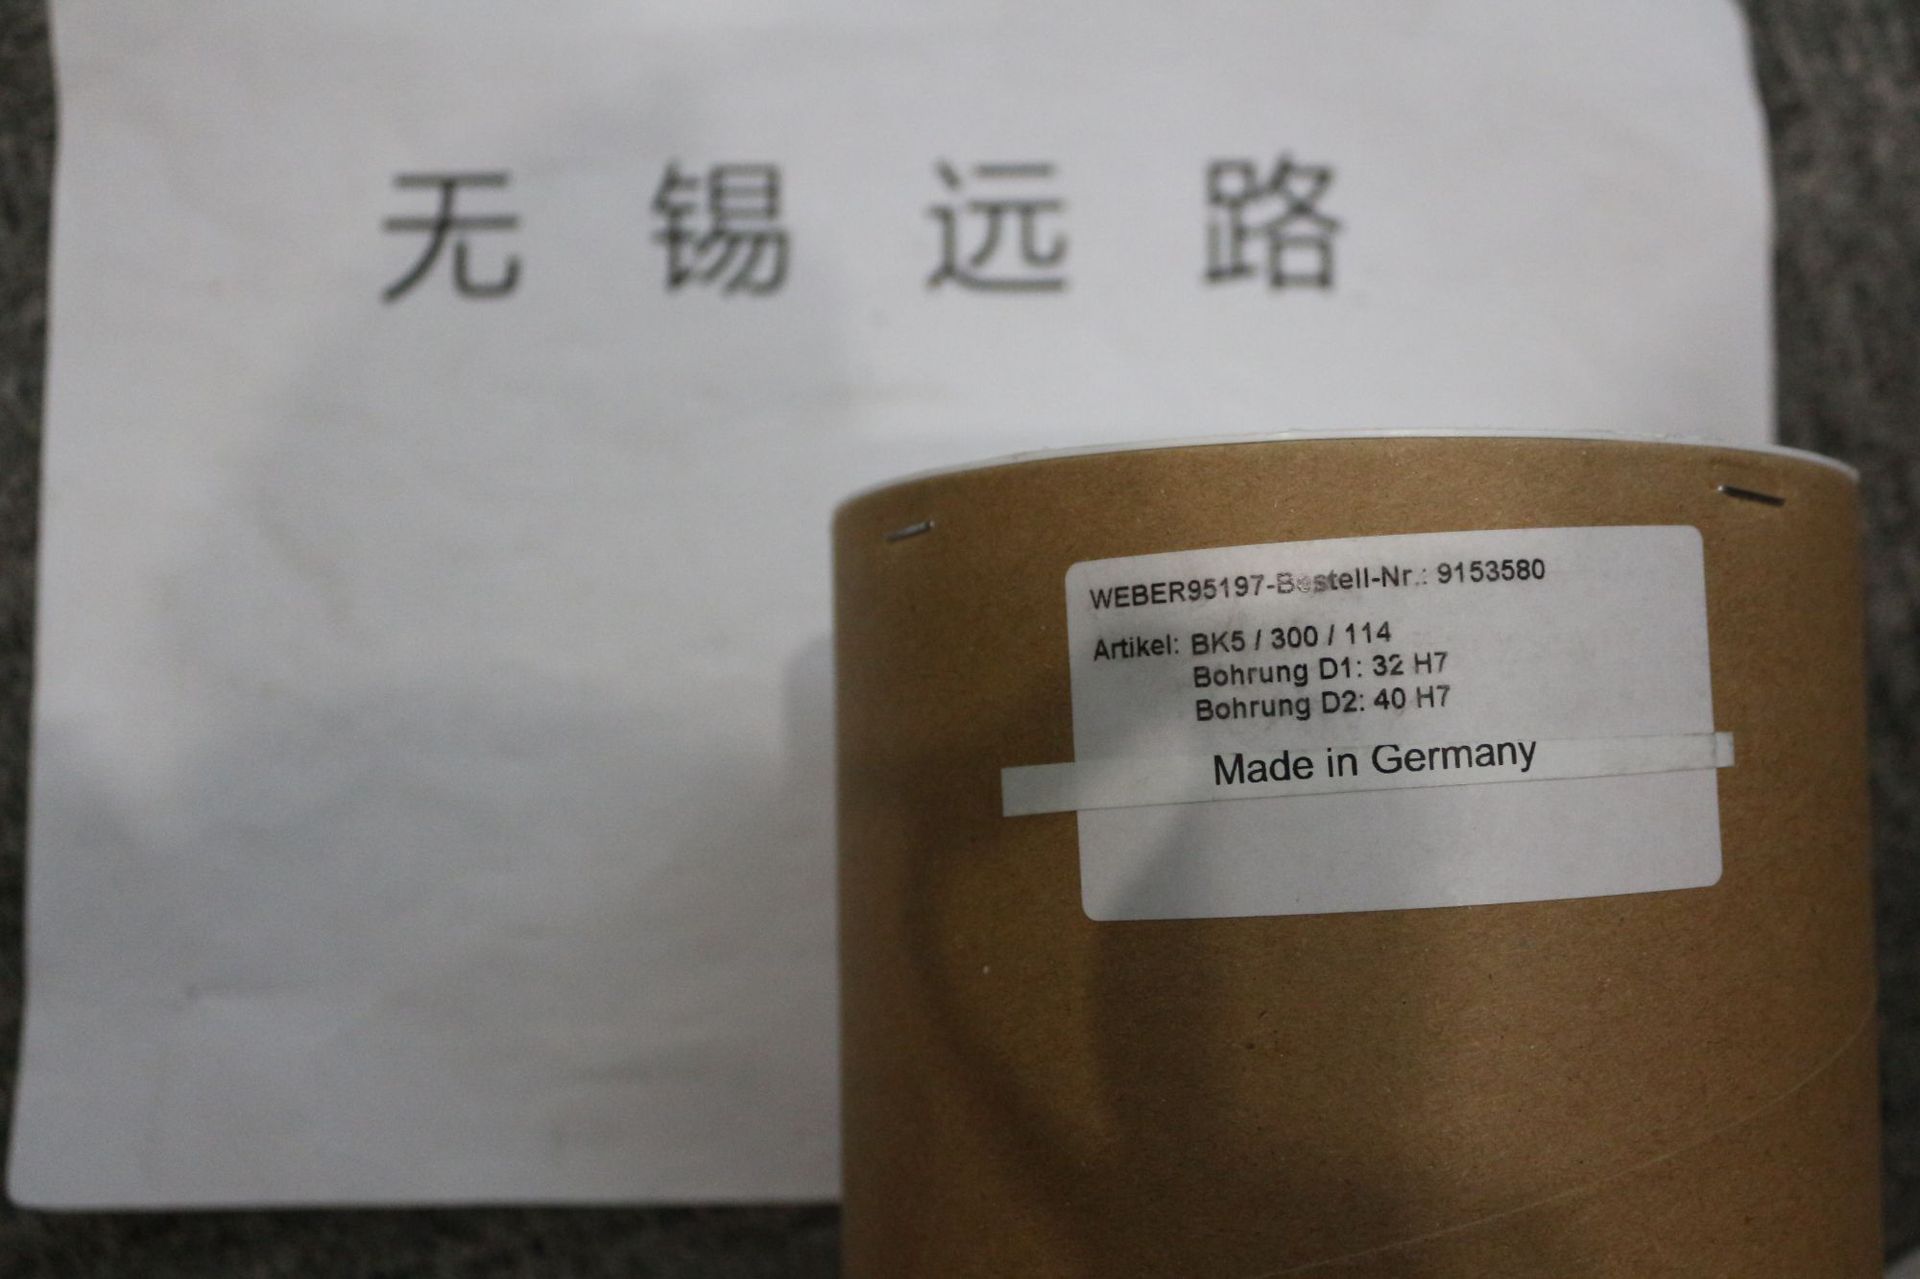 无锡远路
WEBER95197-Bestell-Nr.: 9153580
Artikel: BK5 / 300 / 114
Bohrung D1: 32 H7
Bohrung D2: 40 H7
Made in Germany